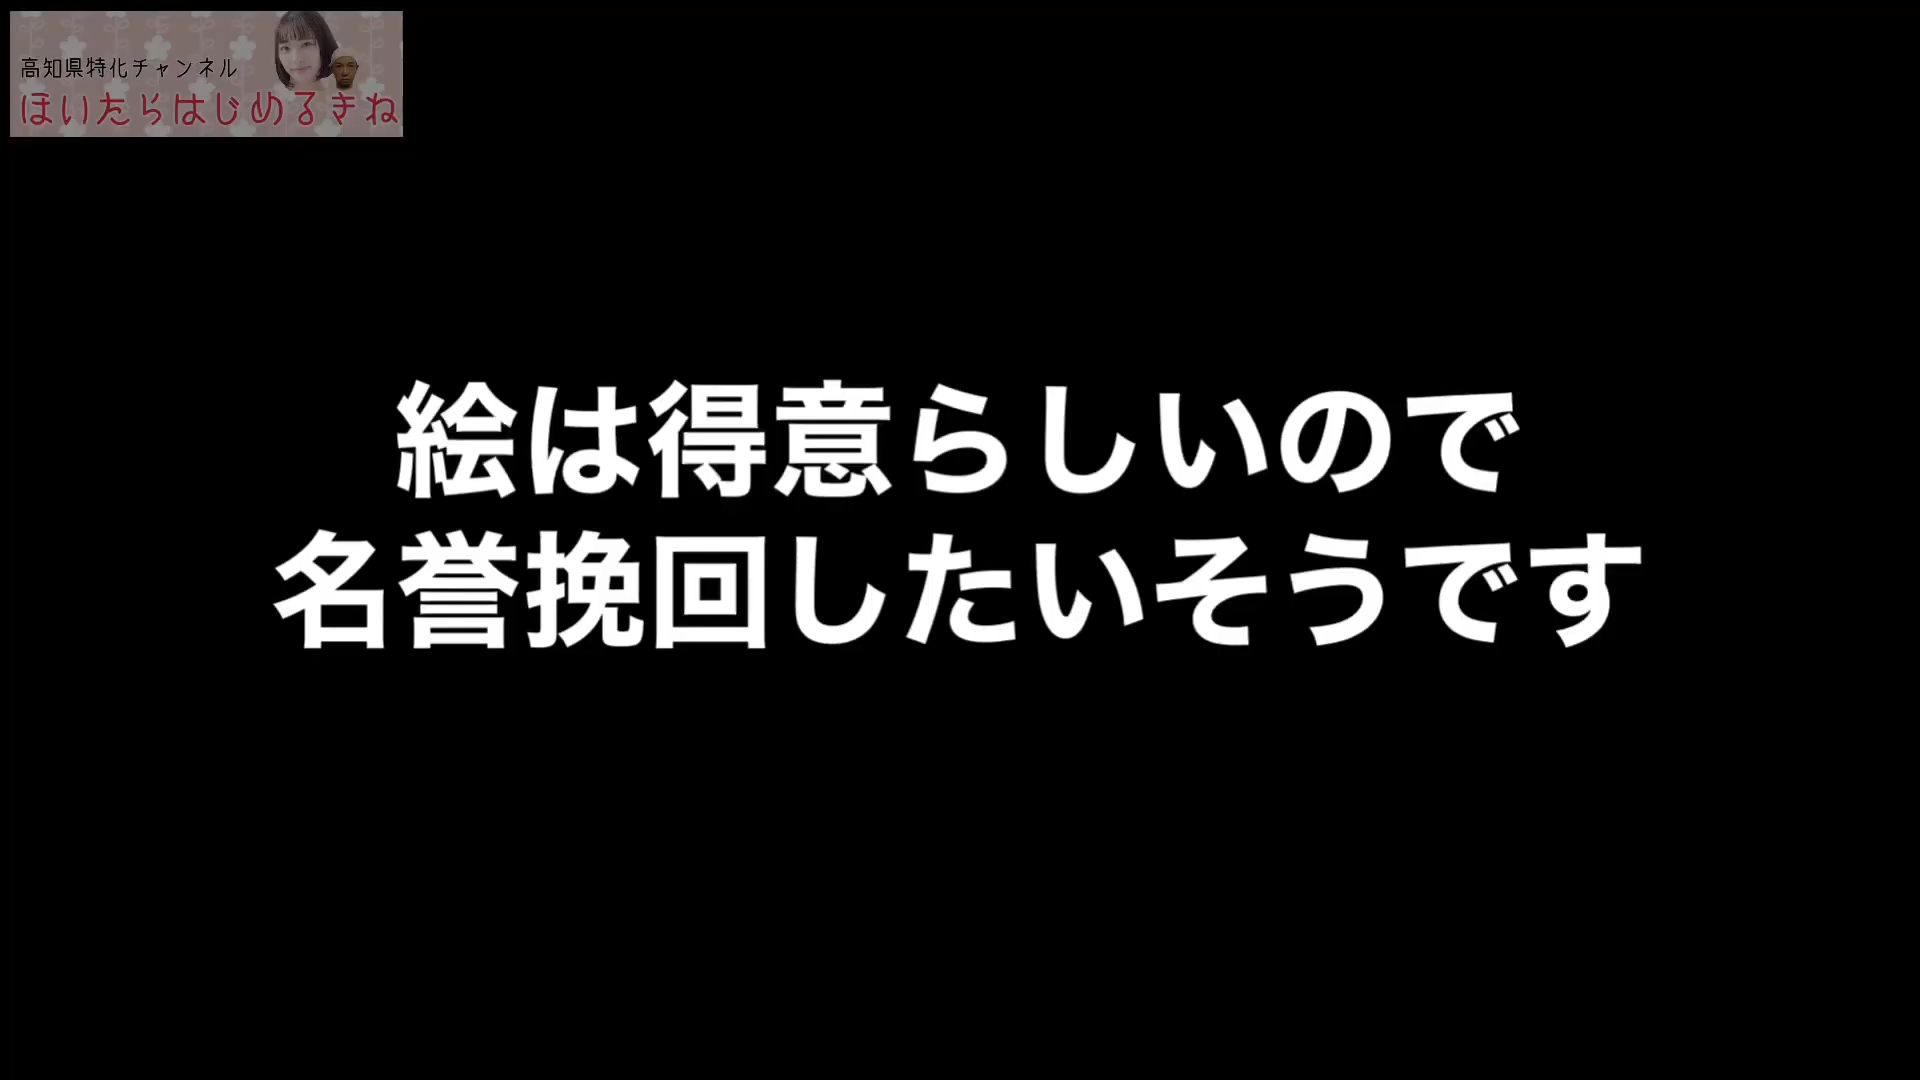 高知県特化チャンネル
ほいたらはじめるきね
絵は得意らしいので
名誉挽回したいそうです